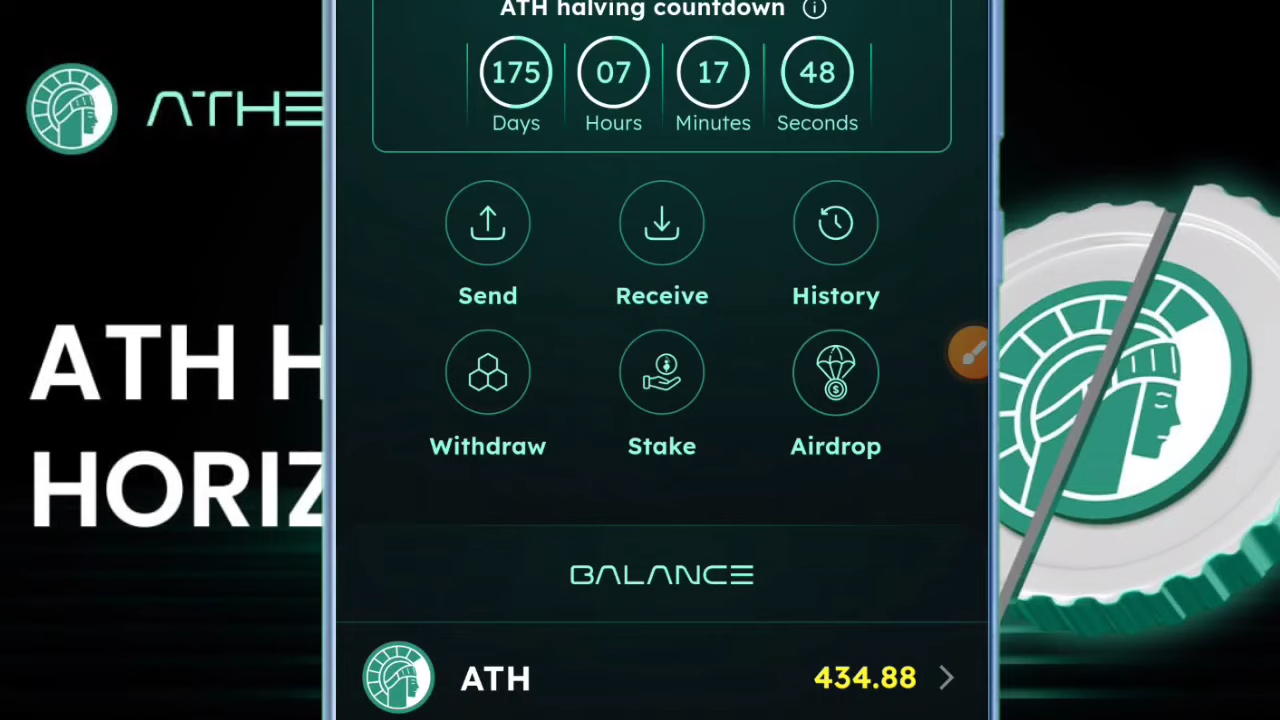 ATH halving countdown
175 07 17 48
Days Hours Minutes Seconds
ATHE
Send Receive History
ATH H
Withdraw Stake Airdrop
HORIZ
BALANCE
ATH 434.88